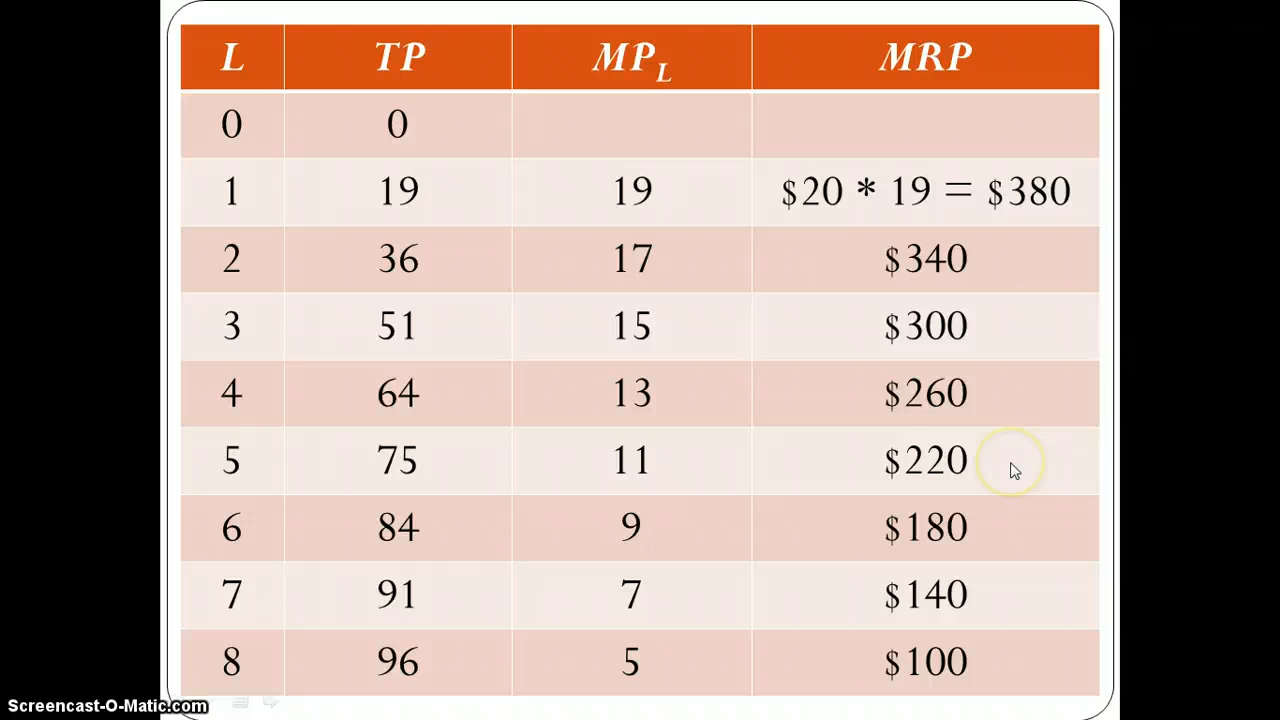 L TP MPL MRP
0 0
1 19 19 $20 * 19 = $380
2 36 17 $340
3 51 15 $300
4 64 13 $260
5 75 11 $220
6 84 9 $180
7 91 7 $140
8 96 5 $100
Screencast-O-Matic.com